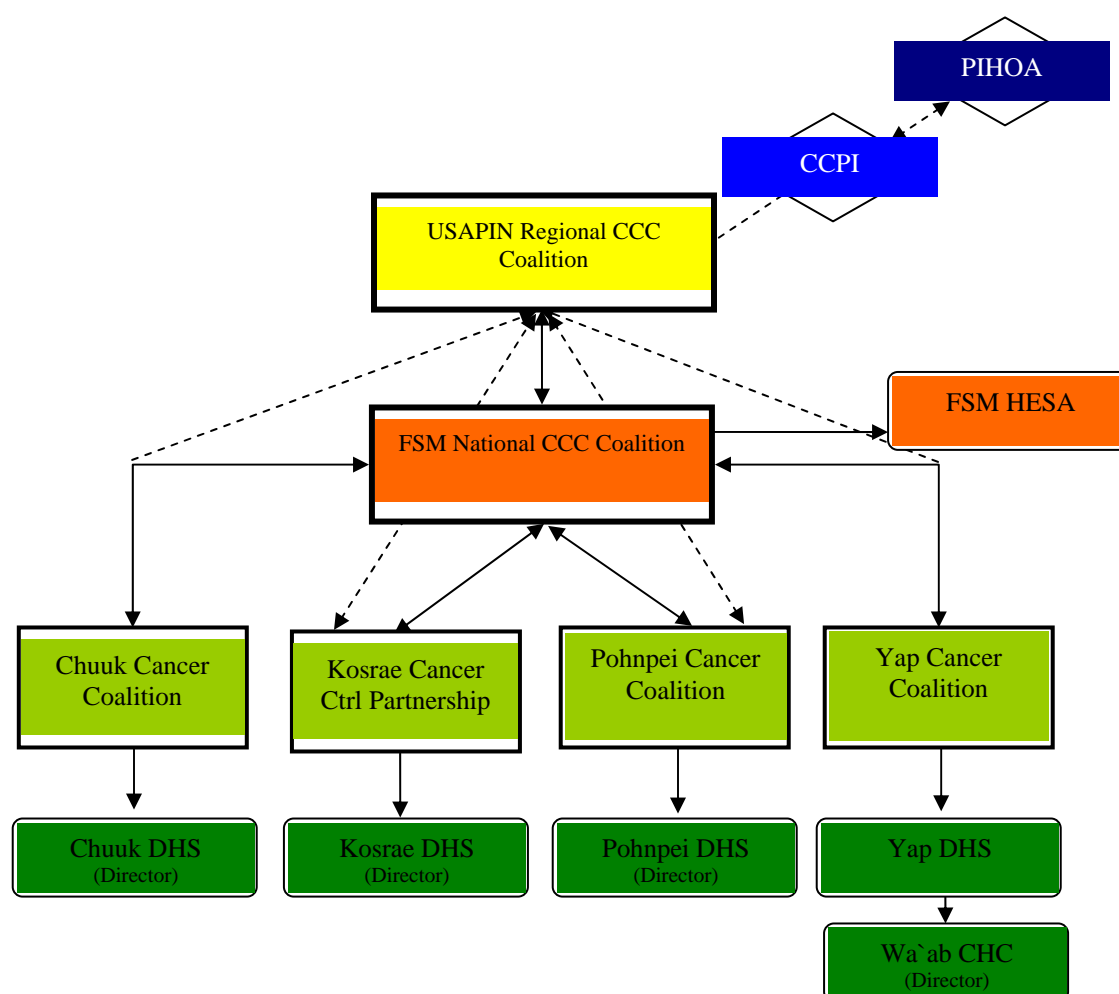 PIHOA
CCPI
USAPIN Regional CCC
Coalition
FSM HESA
FSM National CCC Coalition
Chuuk Cancer
Coalition
Kosrae Cancer
Ctrl Partnership
Pohnpei Cancer
Coalition
Yap Cancer
Coalition
Chuuk DHS
(Director)
Kosrae DHS
(Director)
Pohnpei DHS
(Director)
Yap DHS
Wa`ab CHC
(Director)